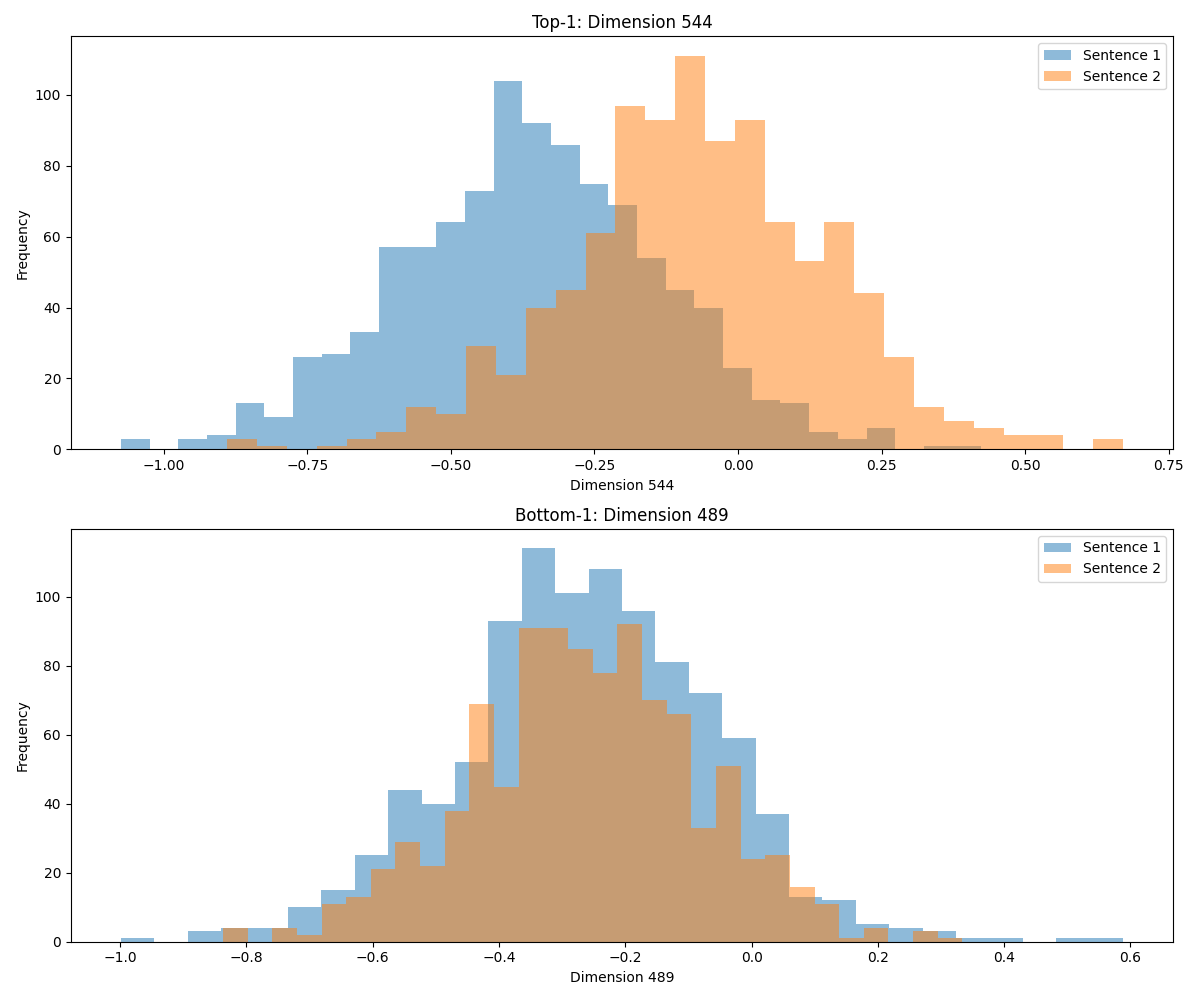 Top-1: Dimension 544
Sentence 1
Sentence 2
Frequency
100
80
60
40
20
0
−1.00 −0.75 −0.50 −0.25 0.00 0.25 0.50 0.75
Dimension 544
Bottom-1: Dimension 489
Sentence 1
Sentence 2
Frequency
100
80
60
40
20
0
−1.0 −0.8 −0.6 −0.4 −0.2 0.0 0.2 0.4 0.6
Dimension 489